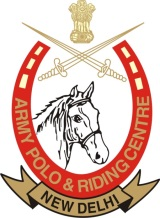 ARMY POLO & RIDING CENTRE
NEW DELHI